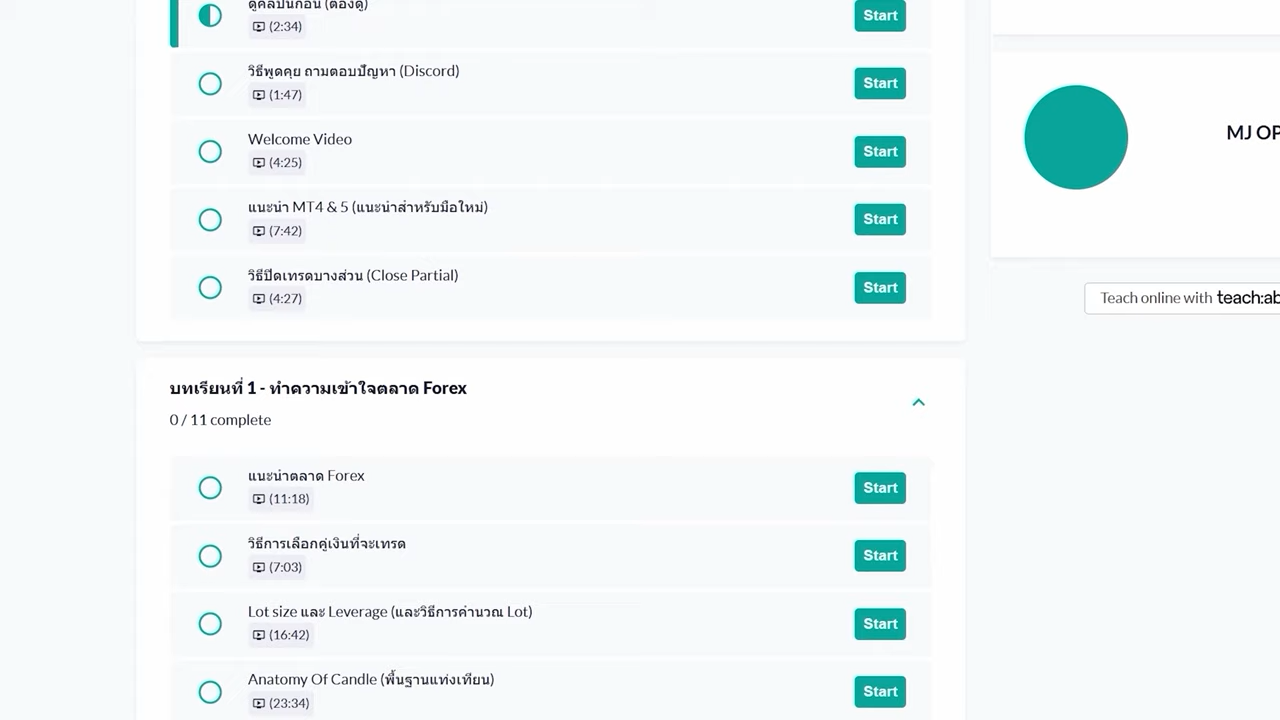 ดูคลิปนี้ก่อน (ต้องดู)
(2:34)
Start
วิธีพูดคุย ถามตอบปัญหา (Discord)
(1:47)
Start
Welcome Video
(4:25)
Start
แนะนำ MT4 & 5 (แนะนำสำหรับมือใหม่)
(7:42)
Start
วิธีปิดเทรดบางส่วน (Close Partial)
(4:27)
Start
บทเรียนที่ 1 - ทำความเข้าใจตลาด Forex
0 / 11 complete
แนะนำตลาด Forex
(11:18)
Start
วิธีการเลือกคู่เงินที่จะเทรด
(7:03)
Start
Lot size และ Leverage (และวิธีการคำนวณ Lot)
(16:42)
Start
Anatomy Of Candle (พื้นฐานแท่งเทียน)
(23:34)
Start
MJ OP
Teach online with teach:ab